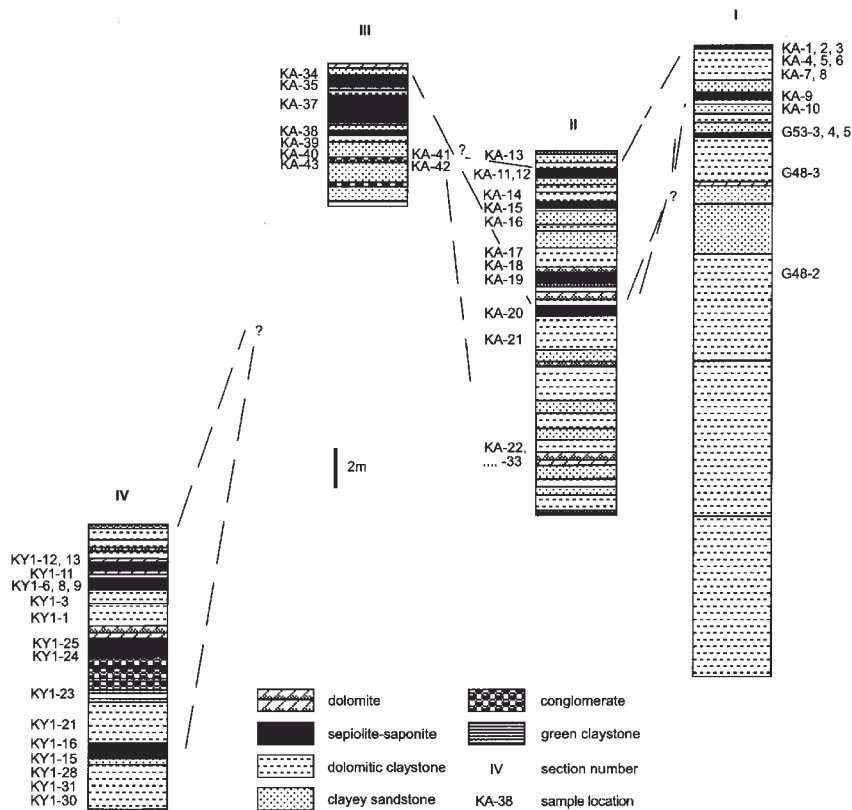 III
KA-34
KA-35
KA-37
KA-38
KA-39
KA-40
KA-43
KA-41
KA-42
?
II
KA-13
KA-11,12
KA-14
KA-15
KA-16
KA-17
KA-18
KA-19
KA-20
KA-21
KA-22,
.... -33
?
I
KA-1, 2, 3
KA-4, 5, 6
KA-7, 8
KA-9
KA-10
G53-3, 4, 5
G48-3
G48-2
?
2m
IV
KY1-12, 13
KY1-11
KY1-6, 8, 9
KY1-3
KY1-1
KY1-25
KY1-24
KY1-23
KY1-21
KY1-16
KY1-15
KY1-28
KY1-31
KY1-30
dolomite
sepiolite-saponite
dolomitic claystone
clayey sandstone
conglomerate
green claystone
IV section number
KA-38 sample location